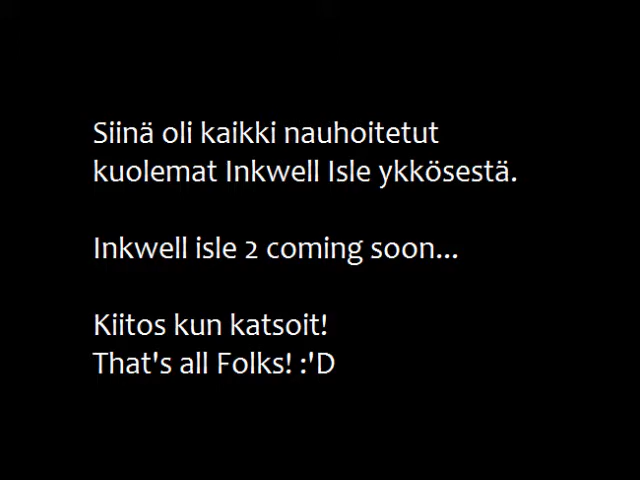 Siinä oli kaikki nauhoitetut
kuolemat Inkwell Isle ykkösestä.
Inkwell isle 2 coming soon...
Kiitos kun katsoit!
That's all Folks! :'D